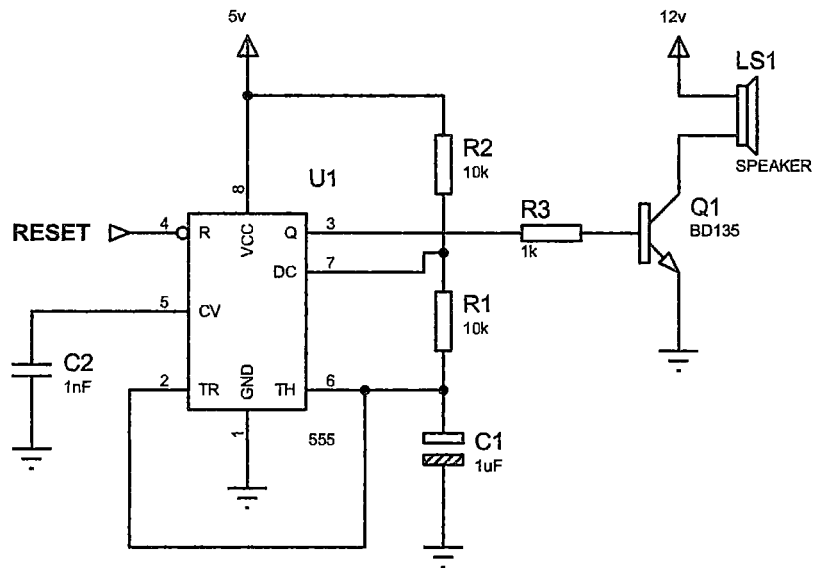 5v
12v
LS1
SPEAKER
R2
10k
U1
8
RESET
4
R
VCC
Q
3
R3
1k
Q1
BD135
DC
7
5
CV
R1
10k
C2
1nF
2
TR
GND
TH
6
1
555
C1
1uF